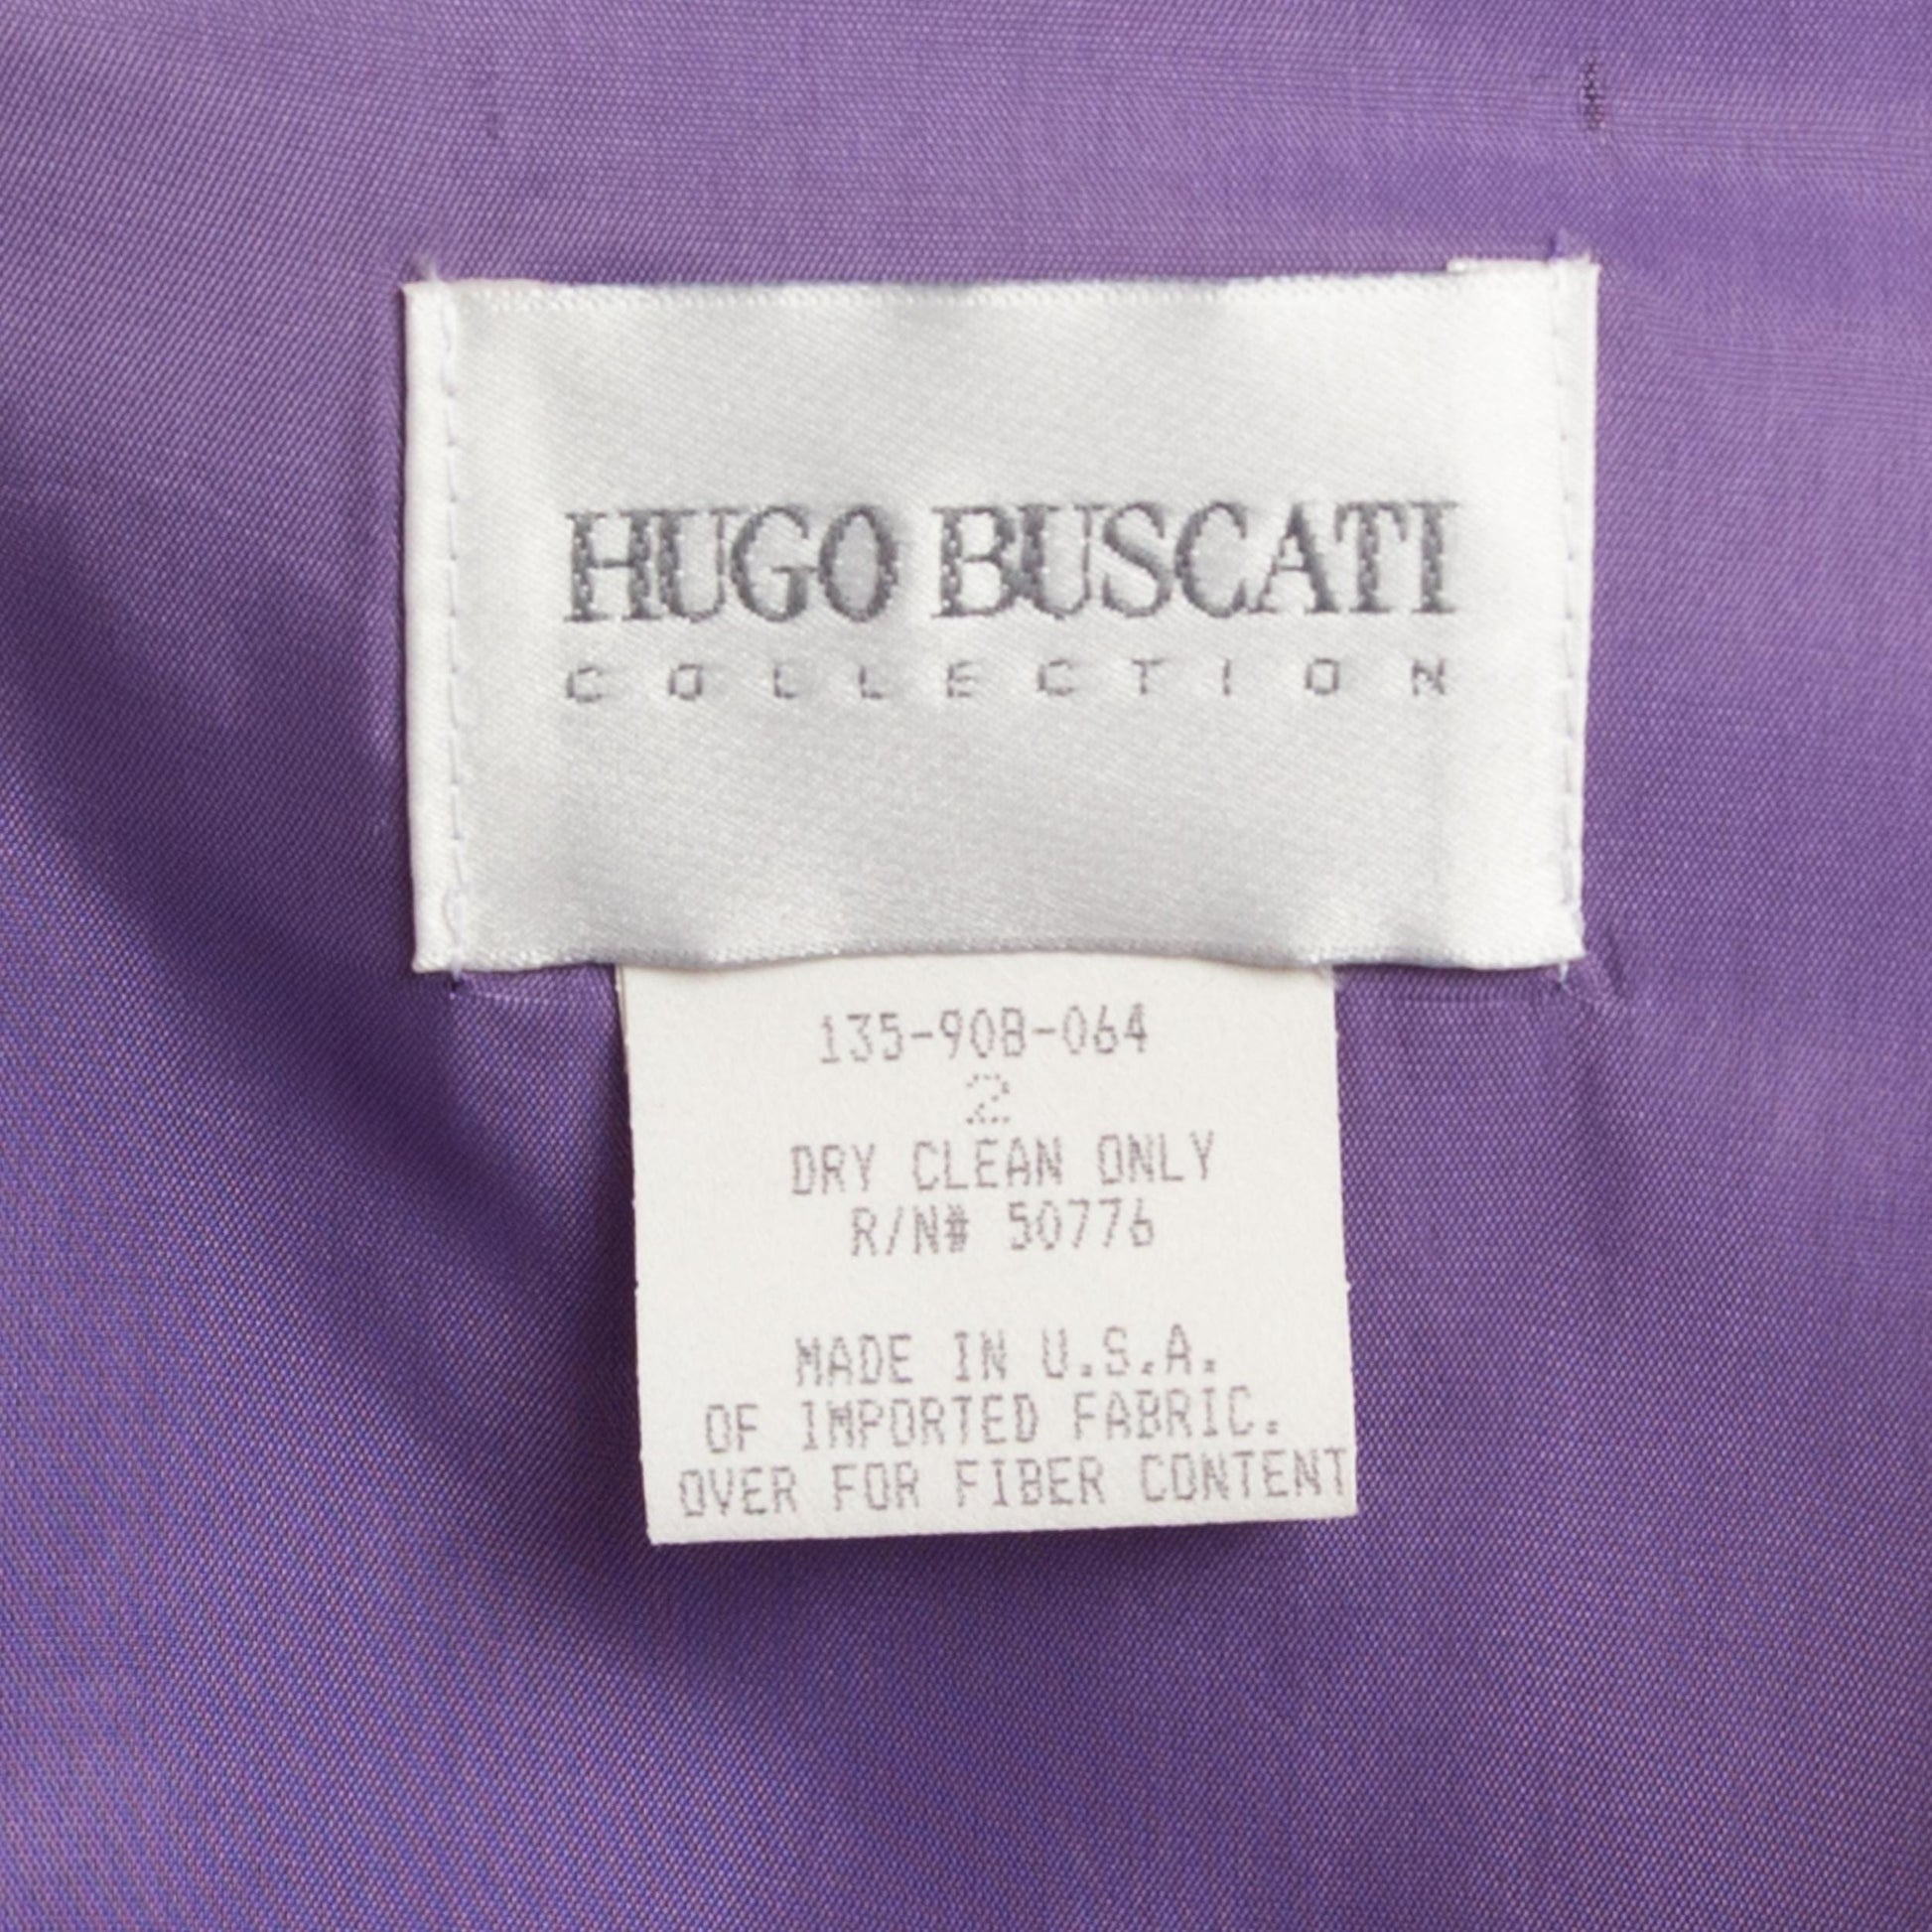 HUGO BUSCATI
COLLECTION
135-908-064
2
DRY CLEAN ONLY
R/N# 50776
MADE IN U.S.A.
OF IMPORTED FABRIC.
OVER FOR FIBER CONTENT